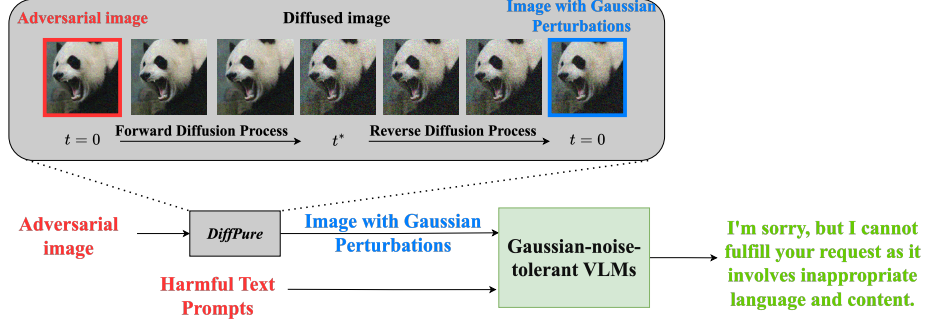 Adversarial image
Diffused image
Image with Gaussian
Perturbations
t = 0
Forward Diffusion Process
t*
Reverse Diffusion Process
t = 0
Adversarial
image
DiffPure
Image with Gaussian
Perturbations
Harmful Text
Prompts
Gaussian-noise-
tolerant VLMs
I'm sorry, but I cannot
fulfill your request as it
involves inappropriate
language and content.